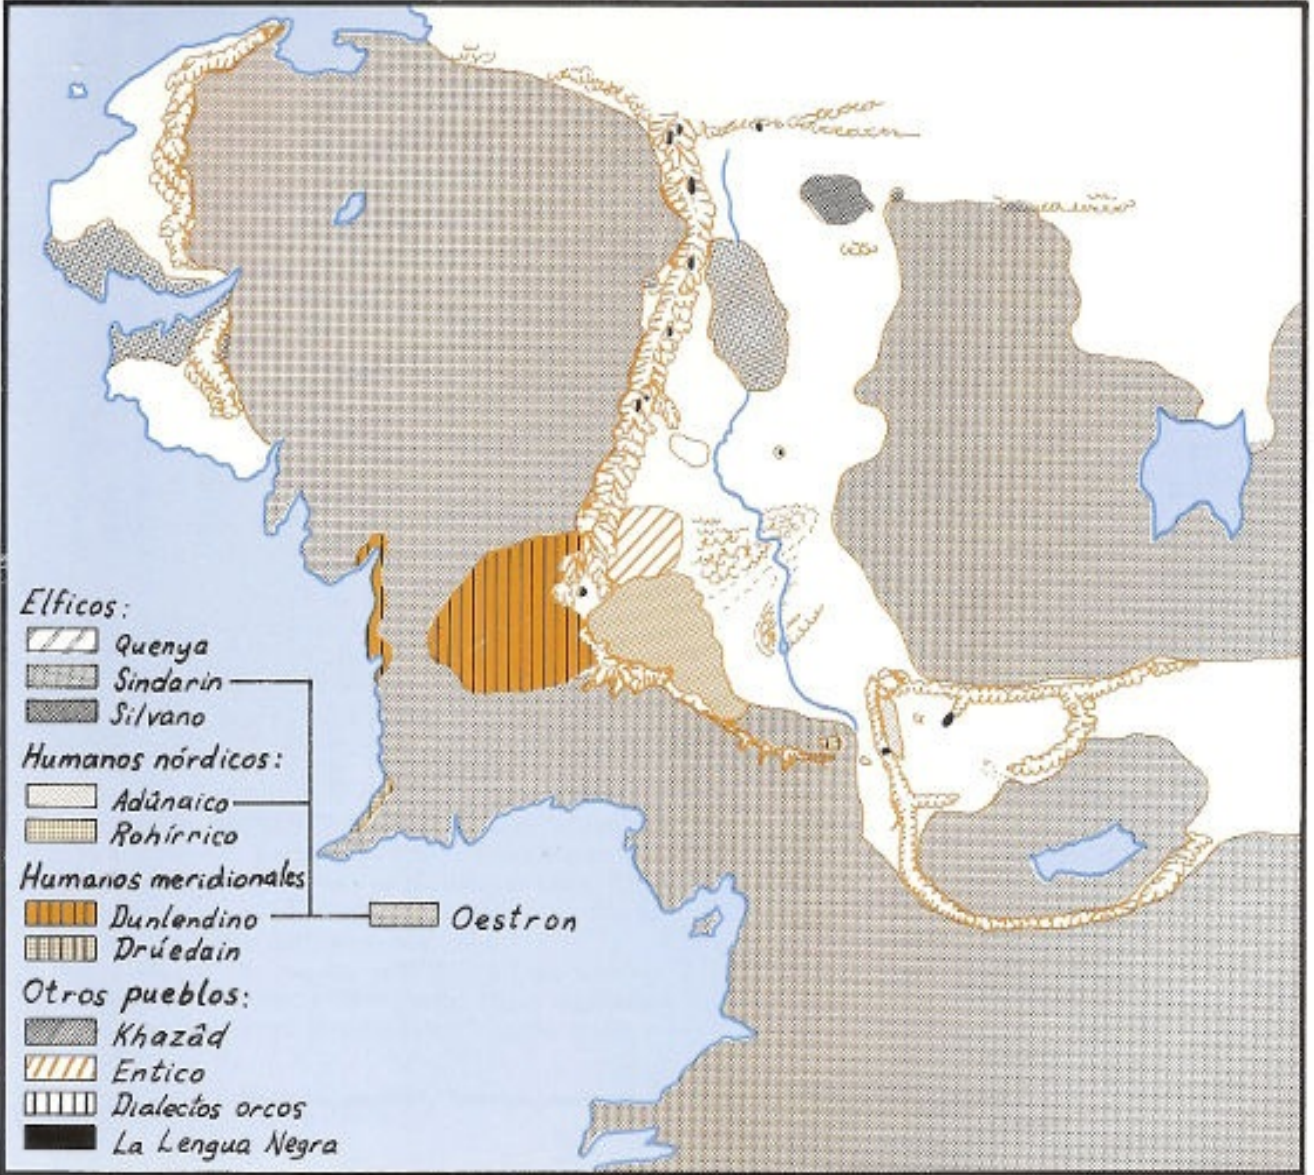 Elficos:
Quenya
Sindarin
Silvano
Humanos nórdicos:
Adûnaico
Rohírrico
Humanos meridionales
Dunlendino
Oestron
Drúedain
Otros pueblos:
Khazâd
Entico
Dialectos orcos
La Lengua Negra